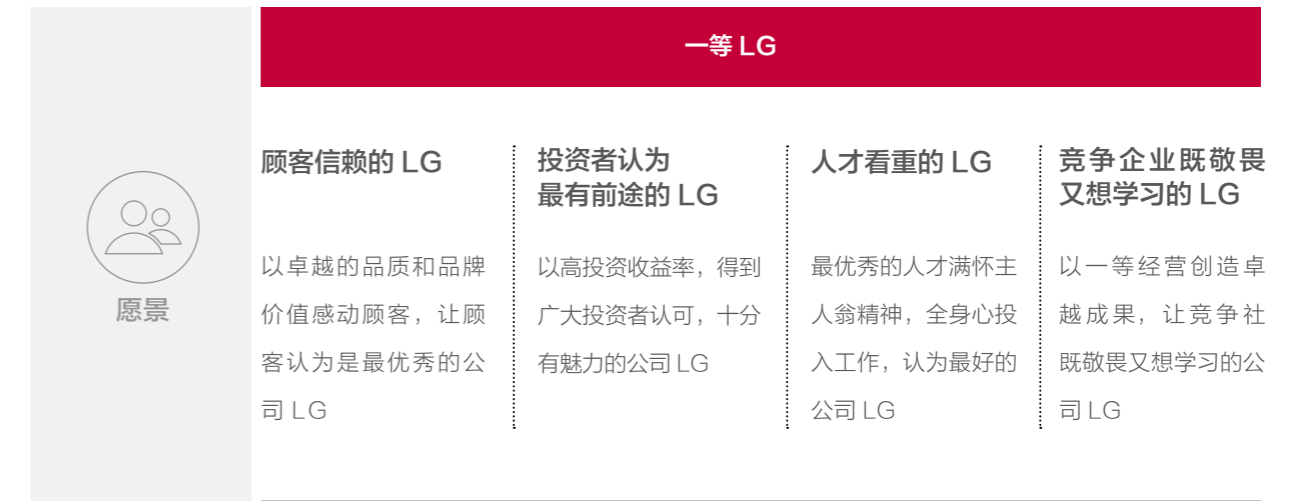 一等 LG
愿景
顾客信赖的 LG
以卓越的品质和品牌
价值感动顾客，让顾
客认为是最优秀的公
司 LG
投资者认为
最有前途的 LG
以高投资收益率，得到
广大投资者认可，十分
有魅力的公司 LG
人才看重的 LG
最优秀的人才满怀主
人翁精神，全身心投
入工作，认为最好的
公司 LG
竞争企业既敬畏
又想学习的 LG
以一等经营创造卓
越成果，让竞争社
既敬畏又想学习的公
司 LG